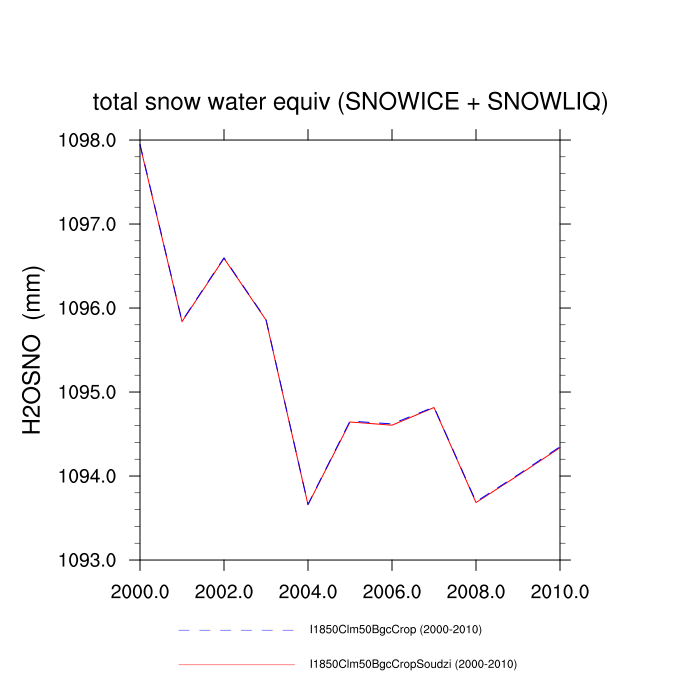 total snow water equiv (SNOWICE + SNOWLIQ)
1098.0
1097.0
1096.0
1095.0
1094.0
1093.0
H2OSNO (mm)
2000.0 2002.0 2004.0 2006.0 2008.0 2010.0
I1850Clm50BgcCrop (2000-2010)
I1850Clm50BgcCropSoudzi (2000-2010)